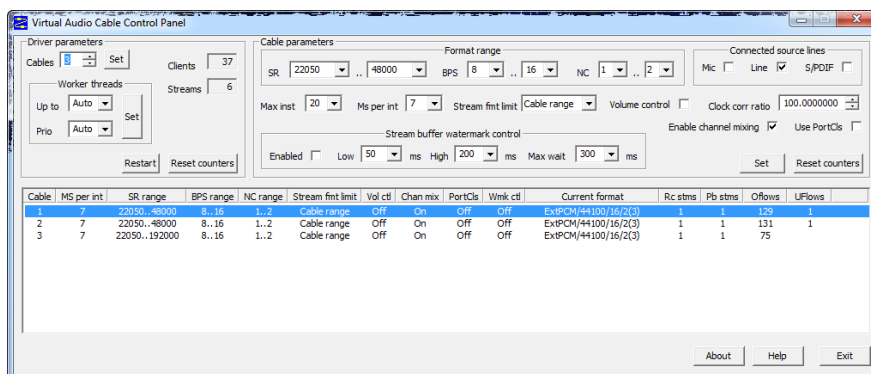 Virtual Audio Cable Control Panel
Driver parameters
Cables 3 Set
Clients 37
Streams 6
Worker threads
Up to Auto
Prio Auto
Set
Restart Reset counters
Cable parameters
Format range
SR 22050 .. 48000 BPS 8 .. 16 NC 1 .. 2
Connected source lines
Mic Line S/PDIF
Max inst 20 Ms per int 7 Stream fmt limit Cable range Volume control Clock corr ratio 100.0000000
Enable channel mixing Use PortCls
Stream buffer watermark control
Enabled Low 50 ms High 200 ms Max wait 300 ms
Set Reset counters
Cable MS per int SR range BPS range NC range Stream fmt limit Vol ctl Chan mix PortCls Wmk ctl Current format Rc stms Pb stms Oflows UFlows
1 7 22050..48000 8..16 1..2 Cable range Off On Off Off ExtPCM/44100/16/2(3) 1 1 129 1
2 7 22050..48000 8..16 1..2 Cable range Off On Off Off ExtPCM/44100/16/2(3) 1 1 131 1
3 7 22050..192000 8..16 1..2 Cable range Off On Off Off ExtPCM/44100/16/2(3) 1 1 75
About Help Exit